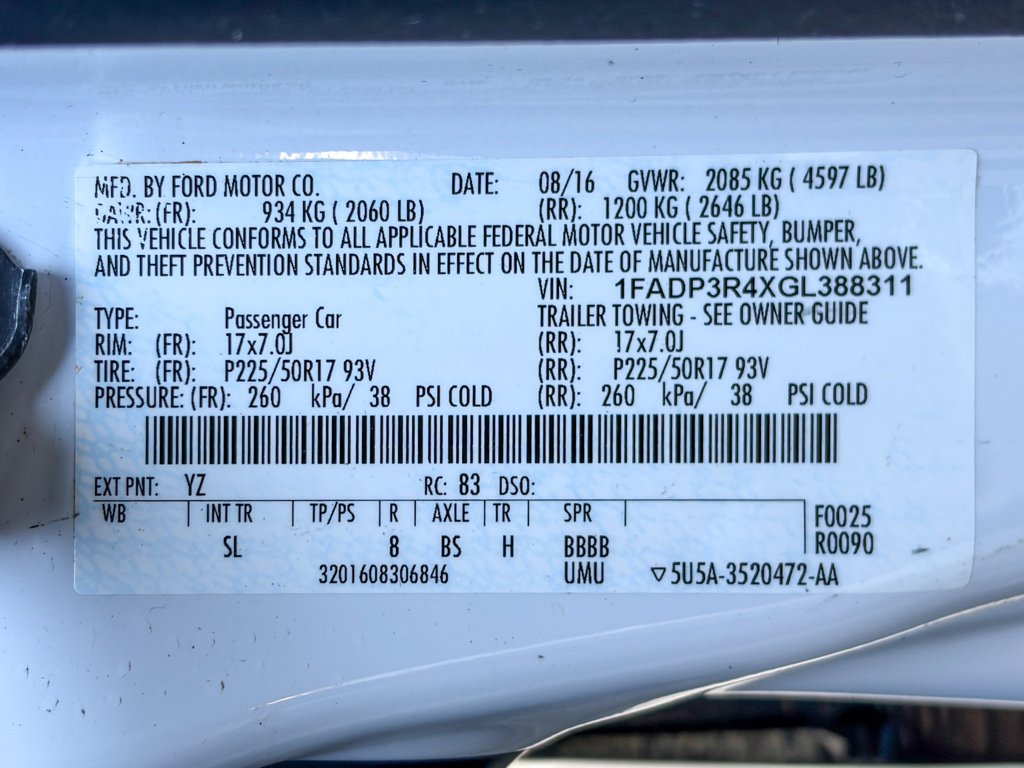 MFD. BY FORD MOTOR CO. DATE: 08/16 GVWR: 2085 KG ( 4597 LB)
GAWR: (FR): 934 KG ( 2060 LB) (RR): 1200 KG ( 2646 LB)
THIS VEHICLE CONFORMS TO ALL APPLICABLE FEDERAL MOTOR VEHICLE SAFETY, BUMPER,
AND THEFT PREVENTION STANDARDS IN EFFECT ON THE DATE OF MANUFACTURE SHOWN ABOVE.
VIN: 1FADP3R4XGL388311
TYPE: Passenger Car TRAILER TOWING - SEE OWNER GUIDE
RIM: (FR): 17x7.0J (RR): 17x7.0J
TIRE: (FR): P225/50R17 93V (RR): P225/50R17 93V
PRESSURE: (FR): 260 kPa/ 38 PSI COLD (RR): 260 kPa/ 38 PSI COLD
EXT PNT: YZ RC: 83 DSO:
WB INT TR TP/PS R AXLE TR SPR F0025
SL 8 BS H BBBB R0090
3201608306846 UMU ▽5U5A-3520472-AA